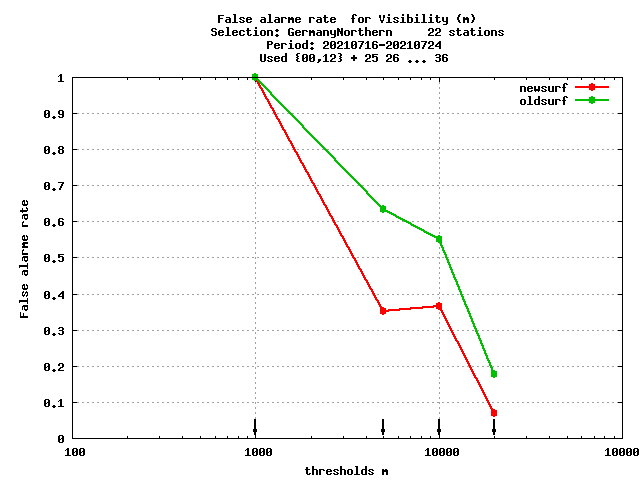 False alarme rate  for Visibility (m)
Selection: GermanyNorthern     22 stations
Period: 20210716-20210724
Used {00,12} + 25 26 ... 36
newsurf
oldsurf
1
0.9
0.8
0.7
0.6
0.5
0.4
0.3
0.2
0.1
0
False alarme rate
100
1000
10000
10000
thresholds m